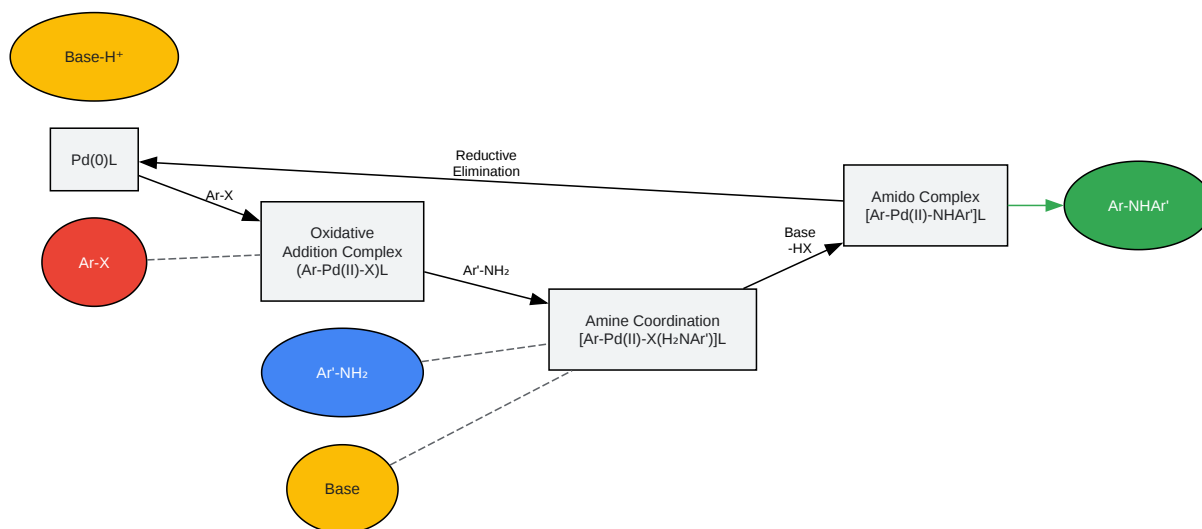 Base-H⁺
Pd(0)L
Ar-X
Ar-X
Oxidative
Addition Complex
(Ar-Pd(II)-X)L
Reductive
Elimination
Ar'-NH₂
Ar'-NH₂
Base
Amine Coordination
[Ar-Pd(II)-X(H₂NAr')]L
Base
-HX
Amido Complex
[Ar-Pd(II)-NHAr']L
Ar-NHAr'